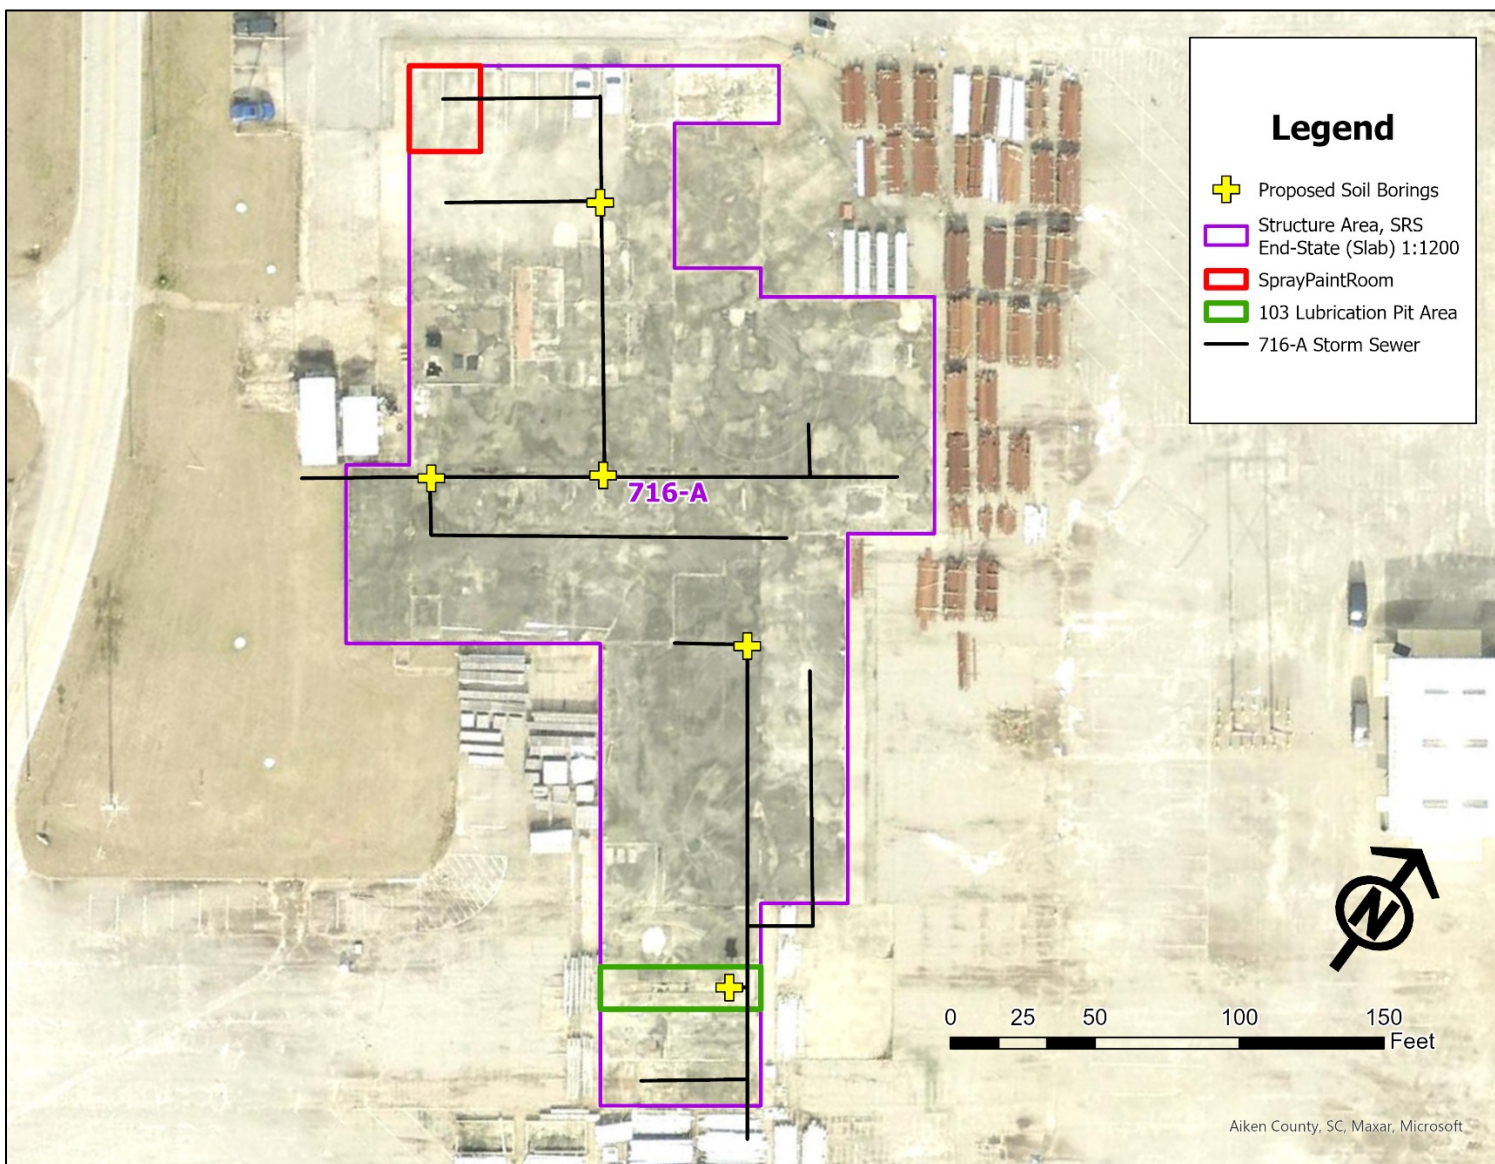 Legend
Proposed Soil Borings
Structure Area, SRS
End-State (Slab) 1:1200
SprayPaintRoom
103 Lubrication Pit Area
716-A Storm Sewer
716-A
N
0 25 50 100 150
Feet
Aiken County, SC, Maxar, Microsoft